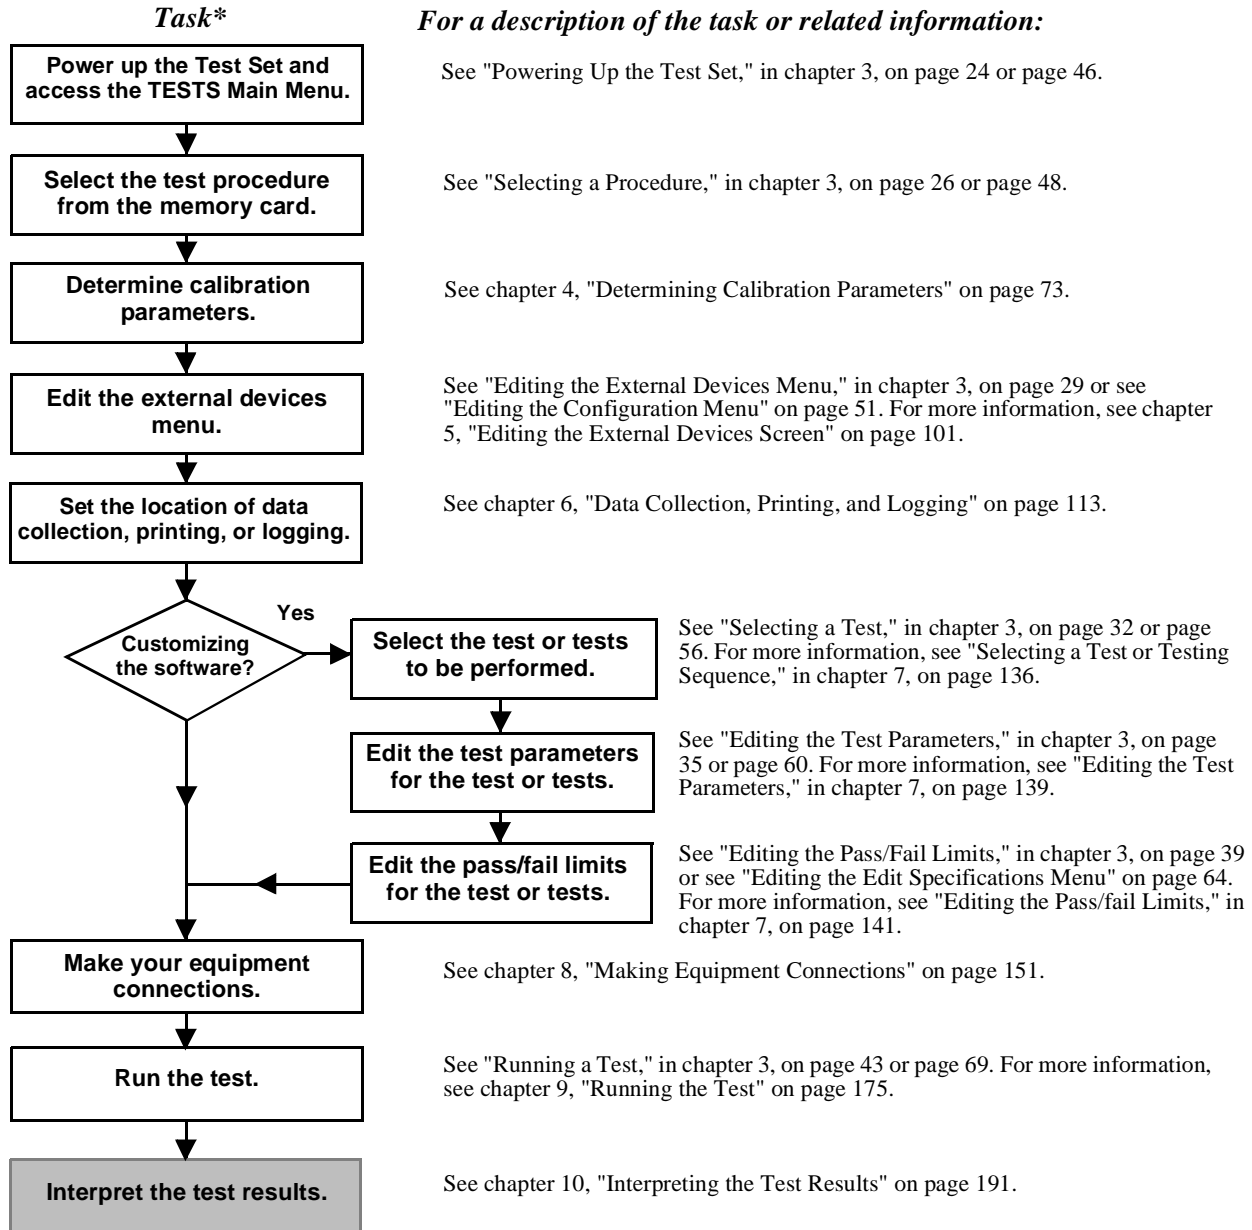 Task*
For a description of the task or related information:
Power up the Test Set and
access the TESTS Main Menu.
See "Powering Up the Test Set," in chapter 3, on page 24 or page 46.
Select the test procedure
from the memory card.
See "Selecting a Procedure," in chapter 3, on page 26 or page 48.
Determine calibration
parameters.
See chapter 4, "Determining Calibration Parameters" on page 73.
Edit the external devices
menu.
See "Editing the External Devices Menu," in chapter 3, on page 29 or see
"Editing the Configuration Menu" on page 51. For more information, see chapter
5, "Editing the External Devices Screen" on page 101.
Set the location of data
collection, printing, or logging.
See chapter 6, "Data Collection, Printing, and Logging" on page 113.
Customizing
the software?
Yes
Select the test or tests
to be performed.
See "Selecting a Test," in chapter 3, on page 32 or page
56. For more information, see "Selecting a Test or Testing
Sequence," in chapter 7, on page 136.
Edit the test parameters
for the test or tests.
See "Editing the Test Parameters," in chapter 3, on page
35 or page 60. For more information, see "Editing the Test
Parameters," in chapter 7, on page 139.
Edit the pass/fail limits
for the test or tests.
See "Editing the Pass/Fail Limits," in chapter 3, on page 39
or see "Editing the Edit Specifications Menu" on page 64.
For more information, see "Editing the Pass/fail Limits," in
chapter 7, on page 141.
Make your equipment
connections.
See chapter 8, "Making Equipment Connections" on page 151.
Run the test.
See "Running a Test," in chapter 3, on page 43 or page 69. For more information,
see chapter 9, "Running the Test" on page 175.
Interpret the test results.
See chapter 10, "Interpreting the Test Results" on page 191.